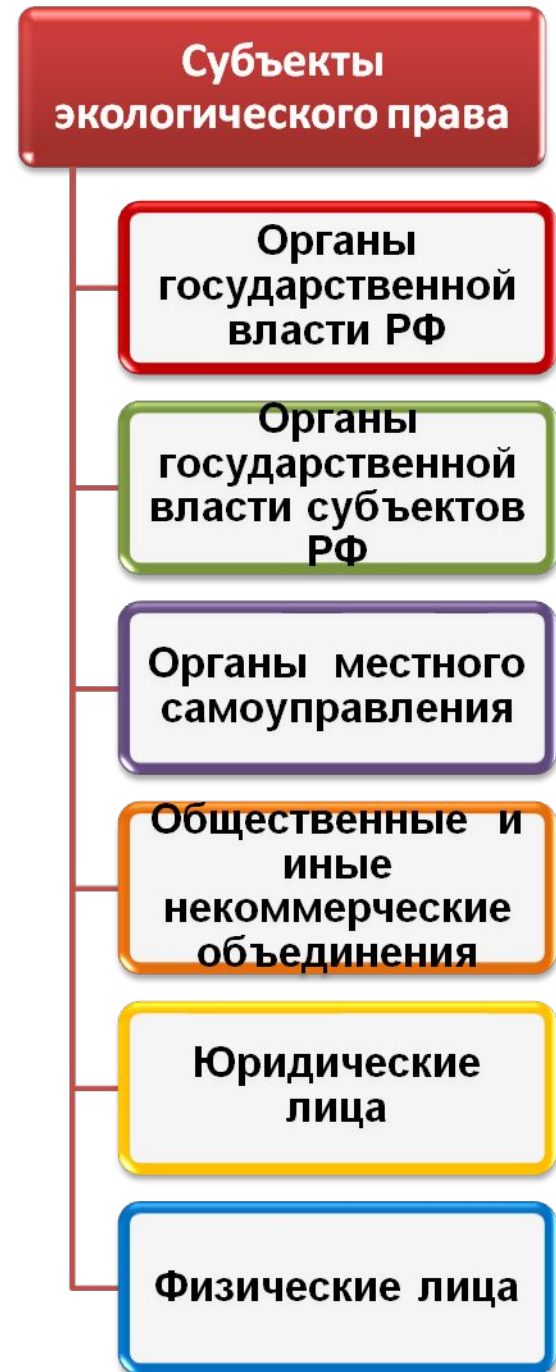 Субъекты
экологического права
Органы
государственной
власти РФ
Органы
государственной
власти субъектов
РФ
Органы местного
самоуправления
Общественные и
иные
некоммерческие
объединения
Юридические
лица
Физические лица